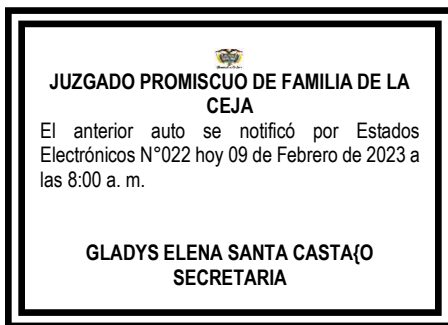 JUZGADO PROMISCUO DE FAMILIA DE LA
CEJA
El anterior auto se notificó por Estados
Electrónicos N°022 hoy 09 de Febrero de 2023 a
las 8:00 a. m.
GLADYS ELENA SANTA CASTA{O
SECRETARIA